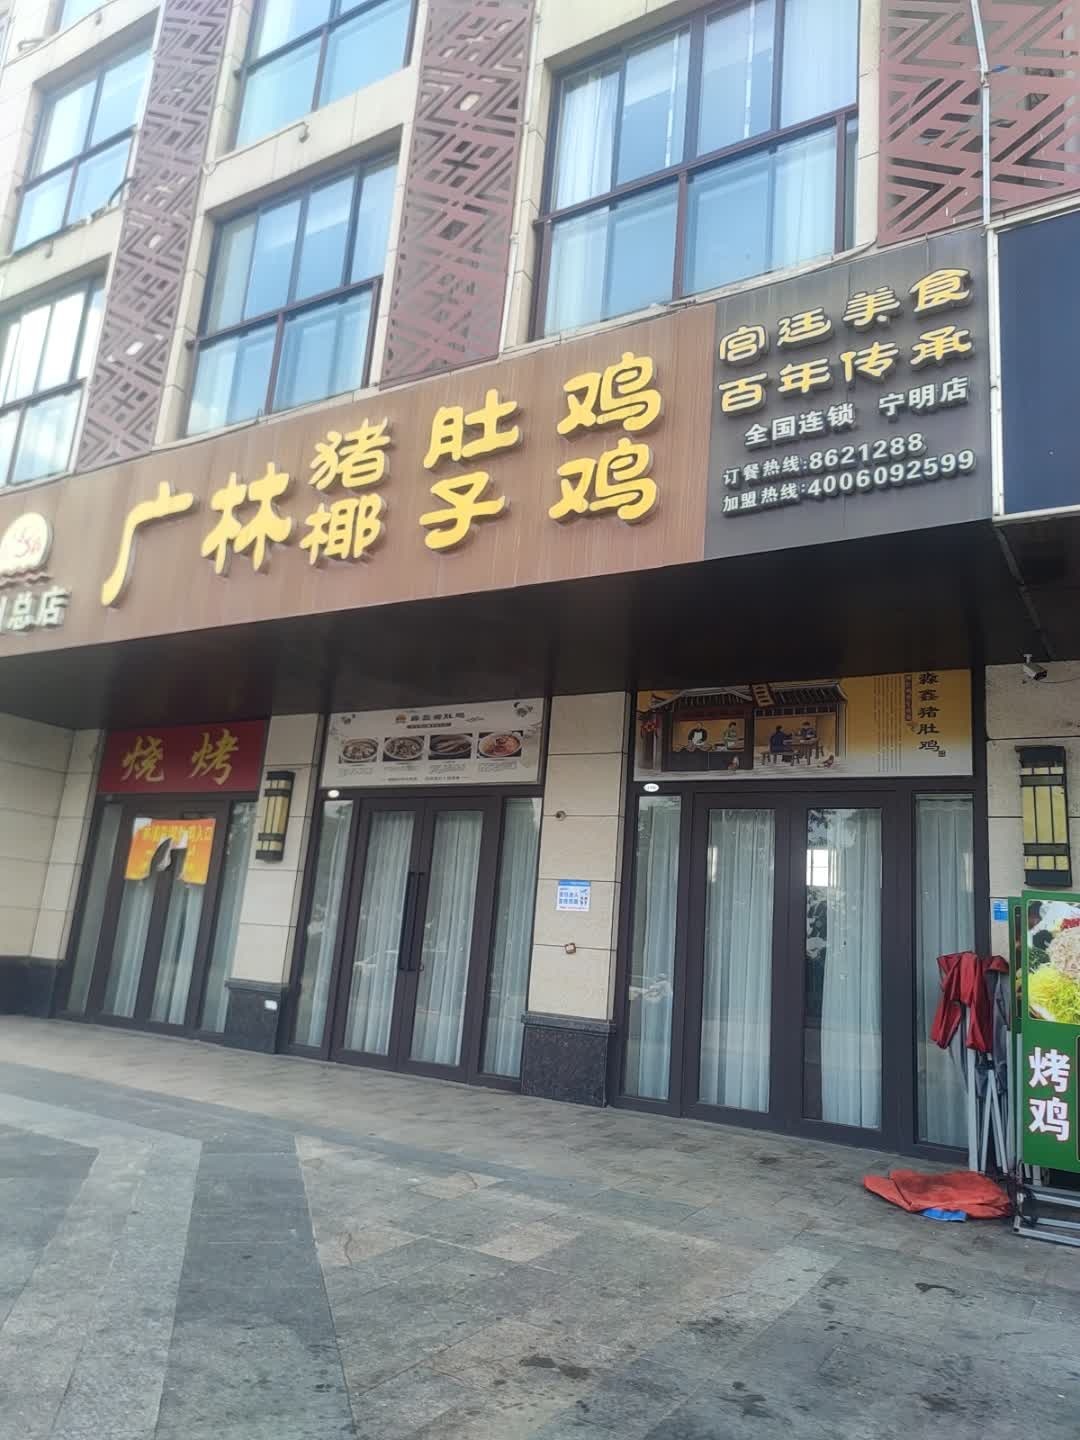 广林猪肚鸡
椰子鸡
总店
宫廷美食
百年传承
全国连锁 宁明店
订餐热线:8621288
加盟热线:4006092599
烧烤
淼鑫猪肚鸡
烤鸡